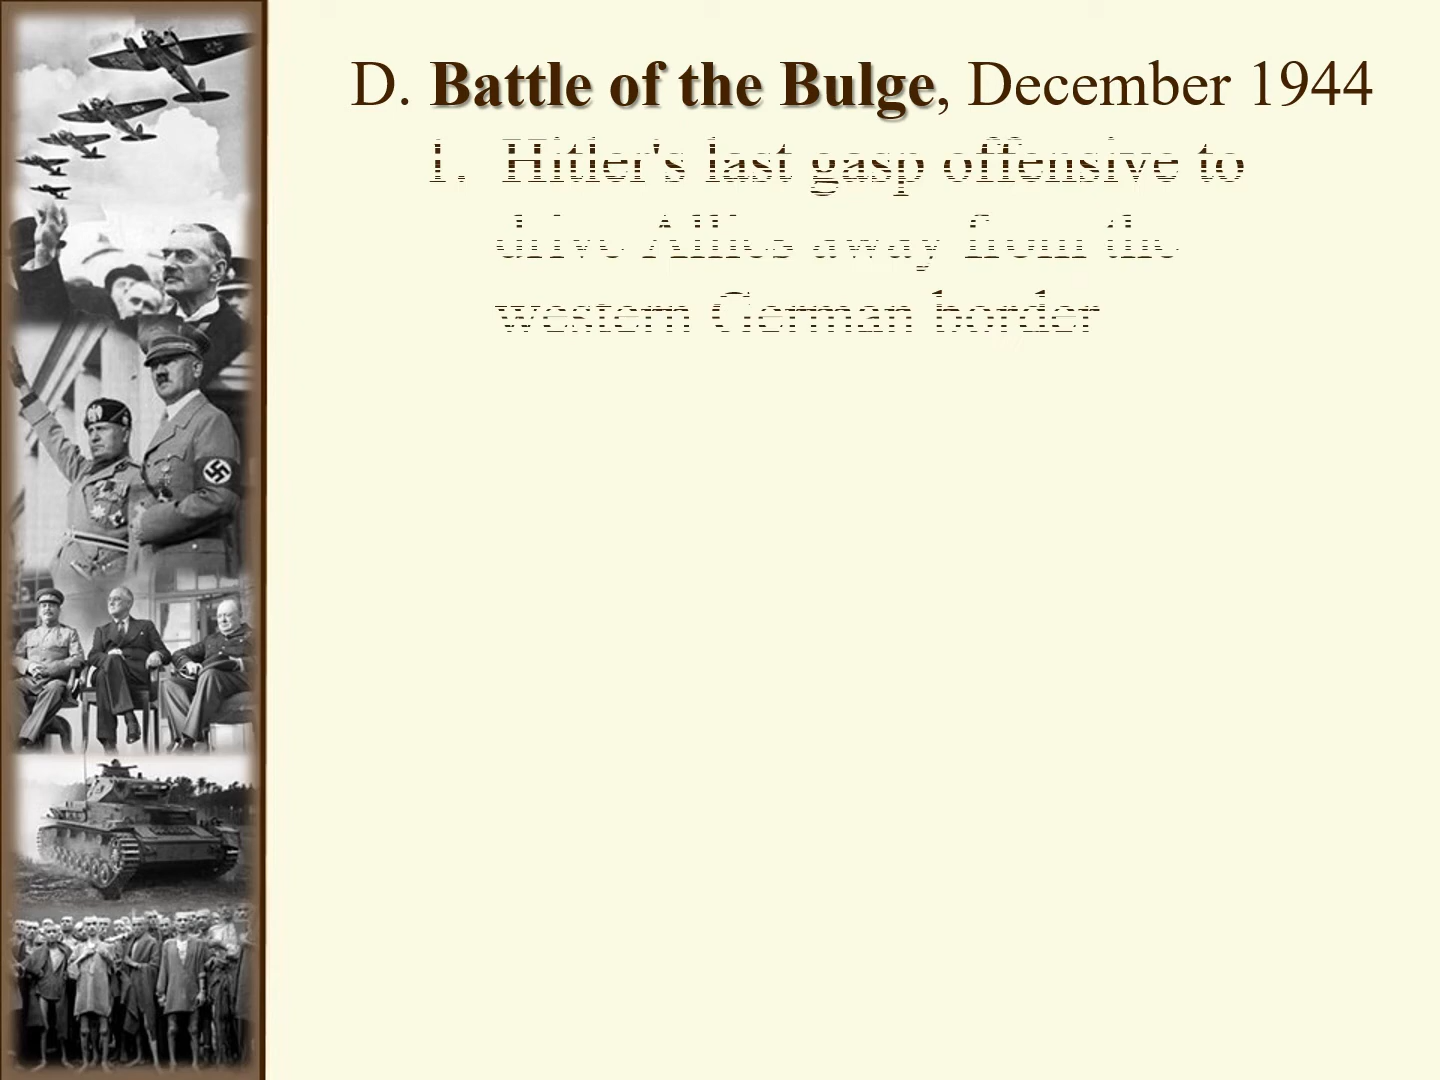 D. Battle of the Bulge, December 1944
1. Hitler's last gasp offensive to
drive Allies away from the
western German border